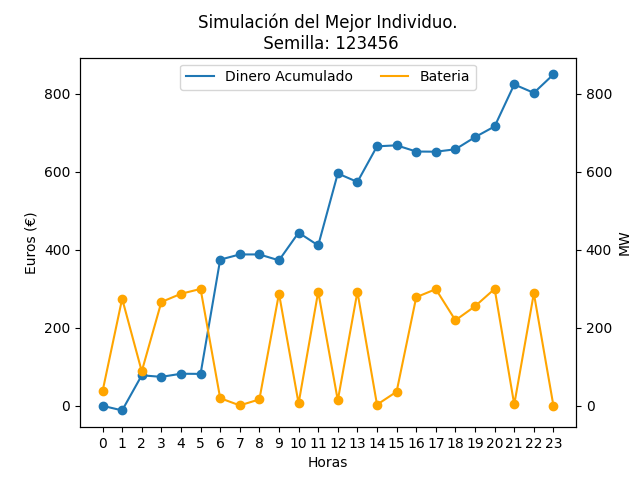 Simulación del Mejor Individuo.
Semilla: 123456
Dinero Acumulado
Bateria
800
600
400
200
0
Euros (€)
800
600
400
200
0
MW
0 1 2 3 4 5 6 7 8 9 10 11 12 13 14 15 16 17 18 19 20 21 22 23
Horas